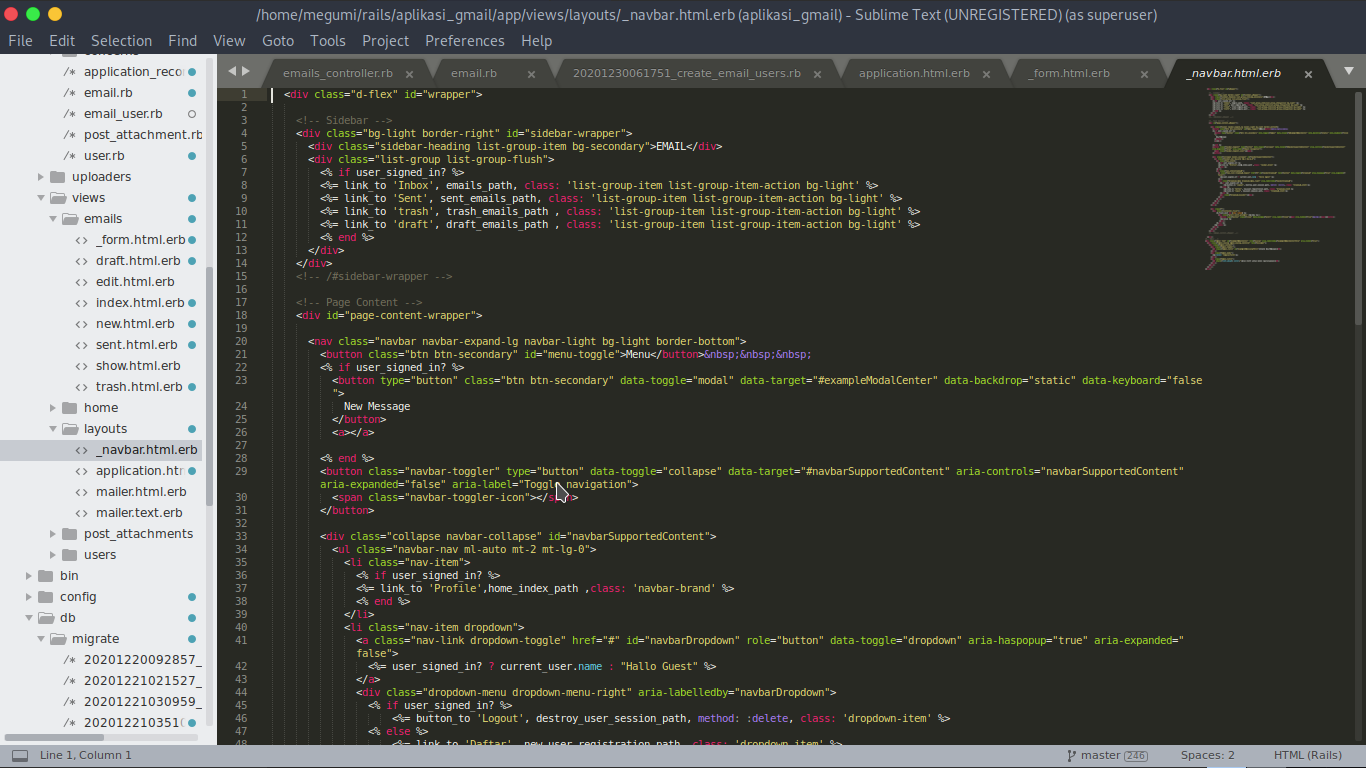 /home/megumi/rails/aplikasi_gmail/app/views/layouts/_navbar.html.erb (aplikasi_gmail) - Sublime Text (UNREGISTERED) (as superuser)
File Edit Selection Find View Goto Tools Project Preferences Help
/* application_reco
/* email.rb
/* email_user.rb
/* post_attachment.rb
/* user.rb
uploaders
views
emails
<> _form.html.erb
<> draft.html.erb
<> edit.html.erb
<> index.html.erb
<> new.html.erb
<> sent.html.erb
<> show.html.erb
<> trash.html.erb
home
layouts
<> _navbar.html.erb
<> application.htm
<> mailer.html.erb
<> mailer.text.erb
post_attachments
users
bin
config
db
migrate
/* 20201220092857_
/* 20201221021527_
/* 20201221030959_
/* 2020122103510
emails_controller.rb × email.rb × 20201230061751_create_email_users.rb × application.html.erb × _form.html.erb × _navbar.html.erb ×
1 <div class="d-flex" id="wrapper">
2
3 <!-- Sidebar -->
4 <div class="bg-light border-right" id="sidebar-wrapper">
5 <div class="sidebar-heading list-group-item bg-secondary">EMAIL</div>
6 <div class="list-group list-group-flush">
7 <% if user_signed_in? %>
8 <%= link_to 'Inbox', emails_path, class: 'list-group-item list-group-item-action bg-light' %>
9 <%= link_to 'Sent', sent_emails_path, class: 'list-group-item list-group-item-action bg-light' %>
10 <%= link_to 'trash', trash_emails_path , class: 'list-group-item list-group-item-action bg-light' %>
11 <%= link_to 'draft', draft_emails_path , class: 'list-group-item list-group-item-action bg-light' %>
12 <% end %>
13 </div>
14 </div>
15 <!-- /#sidebar-wrapper -->
16
17 <!-- Page Content -->
18 <div id="page-content-wrapper">
19
20 <nav class="navbar navbar-expand-lg navbar-light bg-light border-bottom">
21 <button class="btn btn-secondary" id="menu-toggle">Menu</button>&nbsp;&nbsp;&nbsp;
22 <% if user_signed_in? %>
23 <button type="button" class="btn btn-secondary" data-toggle="modal" data-target="#exampleModalCenter" data-backdrop="static" data-keyboard="false
">
24 New Message
25 </button>
26 <a></a>
27
28 <% end %>
29 <button class="navbar-toggler" type="button" data-toggle="collapse" data-target="#navbarSupportedContent" aria-controls="navbarSupportedContent"
aria-expanded="false" aria-label="Toggle navigation">
30 <span class="navbar-toggler-icon"></span>
31 </button>
32
33 <div class="collapse navbar-collapse" id="navbarSupportedContent">
34 <ul class="navbar-nav ml-auto mt-2 mt-lg-0">
35 <li class="nav-item">
36 <% if user_signed_in? %>
37 <%= link_to 'Profile',home_index_path ,class: 'navbar-brand' %>
38 <% end %>
39 </li>
40 <li class="nav-item dropdown">
41 <a class="nav-link dropdown-toggle" href="#" id="navbarDropdown" role="button" data-toggle="dropdown" aria-haspopup="true" aria-expanded="
false">
42 <%= user_signed_in? ? current_user.name : "Hallo Guest" %>
43 </a>
44 <div class="dropdown-menu dropdown-menu-right" aria-labelledby="navbarDropdown">
45 <% if user_signed_in? %>
46 <%= button_to 'Logout', destroy_user_session_path, method: :delete, class: 'dropdown-item' %>
47 <% else %>
48 <%= link_to 'Daftar', new_user_registration_path, class: 'dropdown-item' %>
Line 1, Column 1 master 246 Spaces: 2 HTML (Rails)